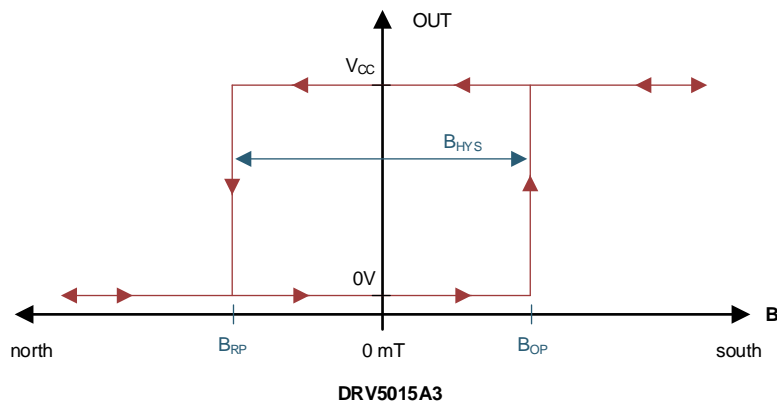 OUT
VCC
BHYS
0V
B
north
BRP
0 mT
BOP
south
DRV5015A3